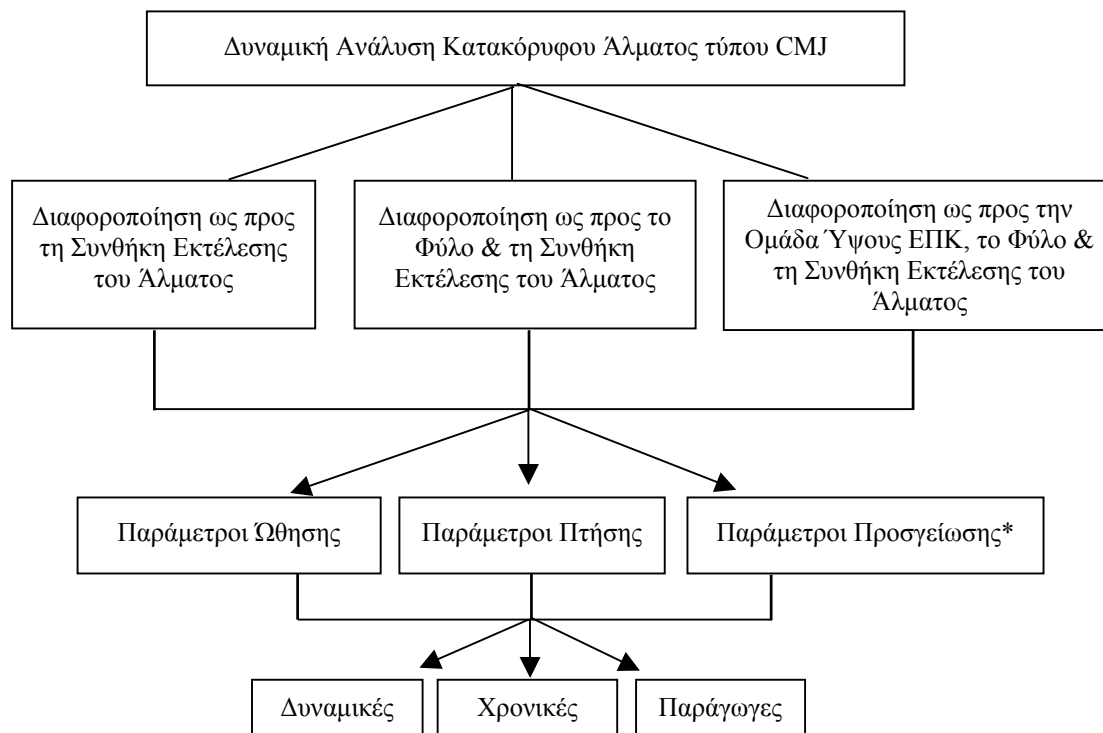 Δυναμική Ανάλυση Κατακόρυφου Άλματος τύπου CMJ
Διαφοροποίηση ως προς
τη Συνθήκη Εκτέλεσης
του Άλματος
Διαφοροποίηση ως προς το
Φύλο & τη Συνθήκη
Εκτέλεσης του Άλματος
Διαφοροποίηση ως προς την
Ομάδα Ύψους ΕΠΚ, το Φύλο &
τη Συνθήκη Εκτέλεσης του
Άλματος
Παράμετροι Ώθησης
Παράμετροι Πτήσης
Παράμετροι Προσγείωσης*
Δυναμικές
Χρονικές
Παράγωγες